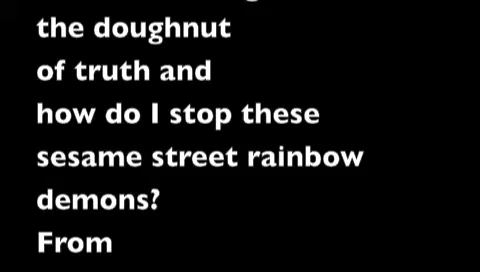 the doughnut
of truth and
how do I stop these
sesame street rainbow
demons?
From